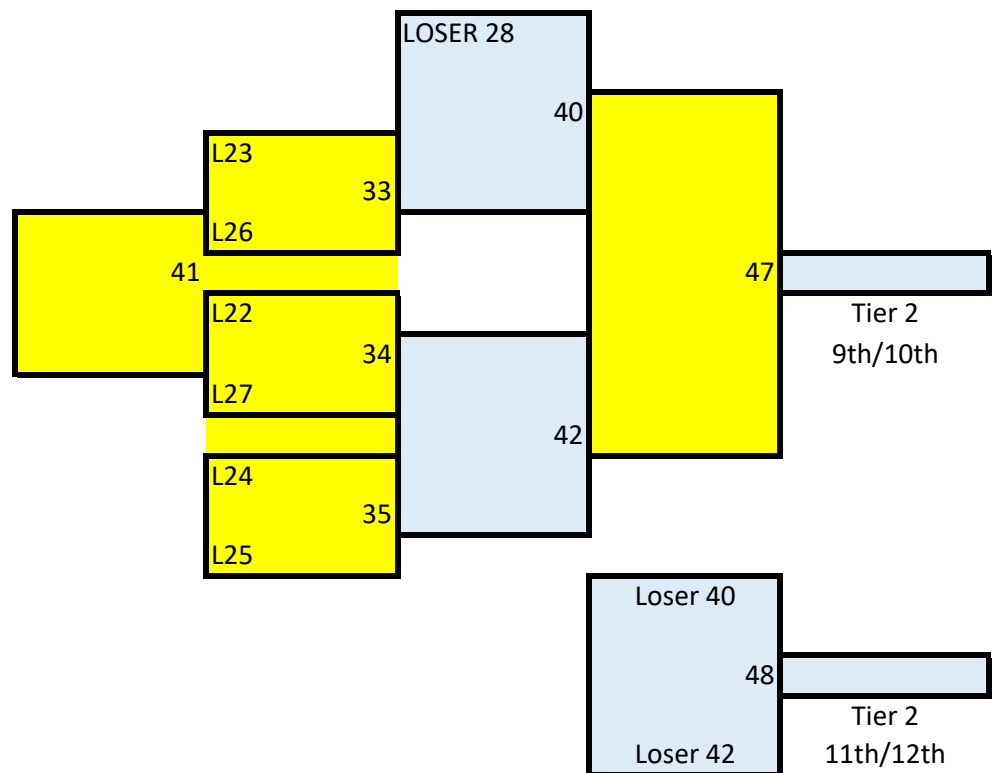 LOSER 28
40
L23
33
L26
41
47
L22
34
L27
Tier 2
9th/10th
42
L24
35
L25
Loser 40
48
Loser 42
Tier 2
11th/12th